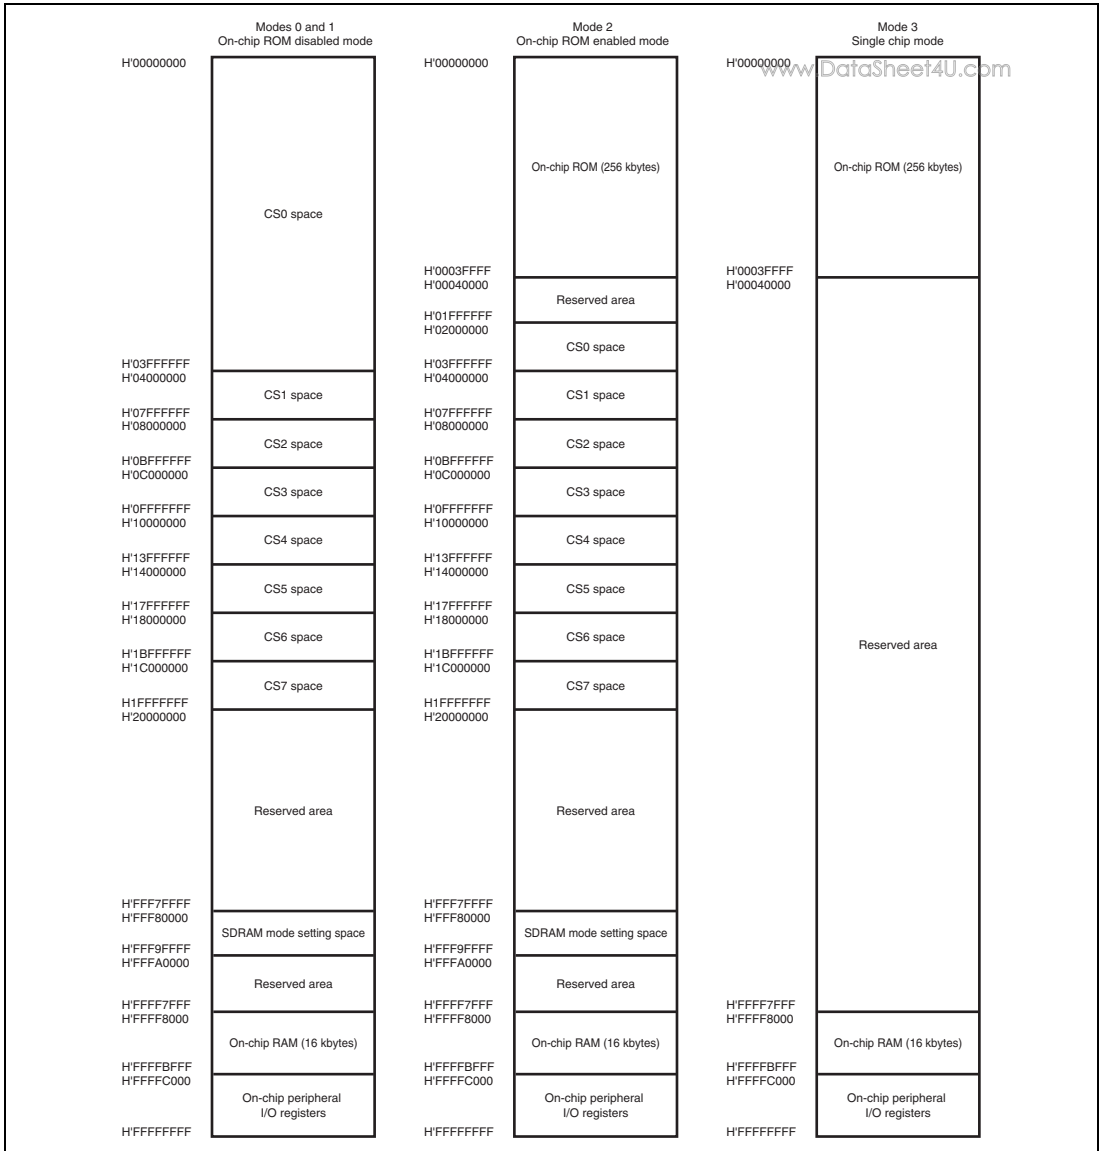 Modes 0 and 1
On-chip ROM disabled mode
H'00000000
CS0 space
H'03FFFFFF
H'04000000
CS1 space
H'07FFFFFF
H'08000000
CS2 space
H'0BFFFFFF
H'0C000000
CS3 space
H'0FFFFFFF
H'10000000
CS4 space
H'13FFFFFF
H'14000000
CS5 space
H'17FFFFFF
H'18000000
CS6 space
H'1BFFFFFF
H'1C000000
CS7 space
H1FFFFFFF
H'20000000
Reserved area
H'FFF7FFFF
H'FFF80000
SDRAM mode setting space
H'FFF9FFFF
H'FFFA0000
Reserved area
H'FFFF7FFF
H'FFFF8000
On-chip RAM (16 kbytes)
H'FFFFBFFF
H'FFFFC000
On-chip peripheral
I/O registers
H'FFFFFFFF
Mode 2
On-chip ROM enabled mode
H'00000000
On-chip ROM (256 kbytes)
H'0003FFFF
H'00040000
Reserved area
H'01FFFFFF
H'02000000
CS0 space
H'03FFFFFF
H'04000000
CS1 space
H'07FFFFFF
H'08000000
CS2 space
H'0BFFFFFF
H'0C000000
CS3 space
H'0FFFFFFF
H'10000000
CS4 space
H'13FFFFFF
H'14000000
CS5 space
H'17FFFFFF
H'18000000
CS6 space
H'1BFFFFFF
H'1C000000
CS7 space
H1FFFFFFF
H'20000000
Reserved area
H'FFF7FFFF
H'FFF80000
SDRAM mode setting space
H'FFF9FFFF
H'FFFA0000
Reserved area
H'FFFF7FFF
H'FFFF8000
On-chip RAM (16 kbytes)
H'FFFFBFFF
H'FFFFC000
On-chip peripheral
I/O registers
H'FFFFFFFF
Mode 3
Single chip mode
H'00000000
www.DataSheet4U.com
On-chip ROM (256 kbytes)
H'0003FFFF
H'00040000
Reserved area
H'FFFF7FFF
H'FFFF8000
On-chip RAM (16 kbytes)
H'FFFFBFFF
H'FFFFC000
On-chip peripheral
I/O registers
H'FFFFFFFF